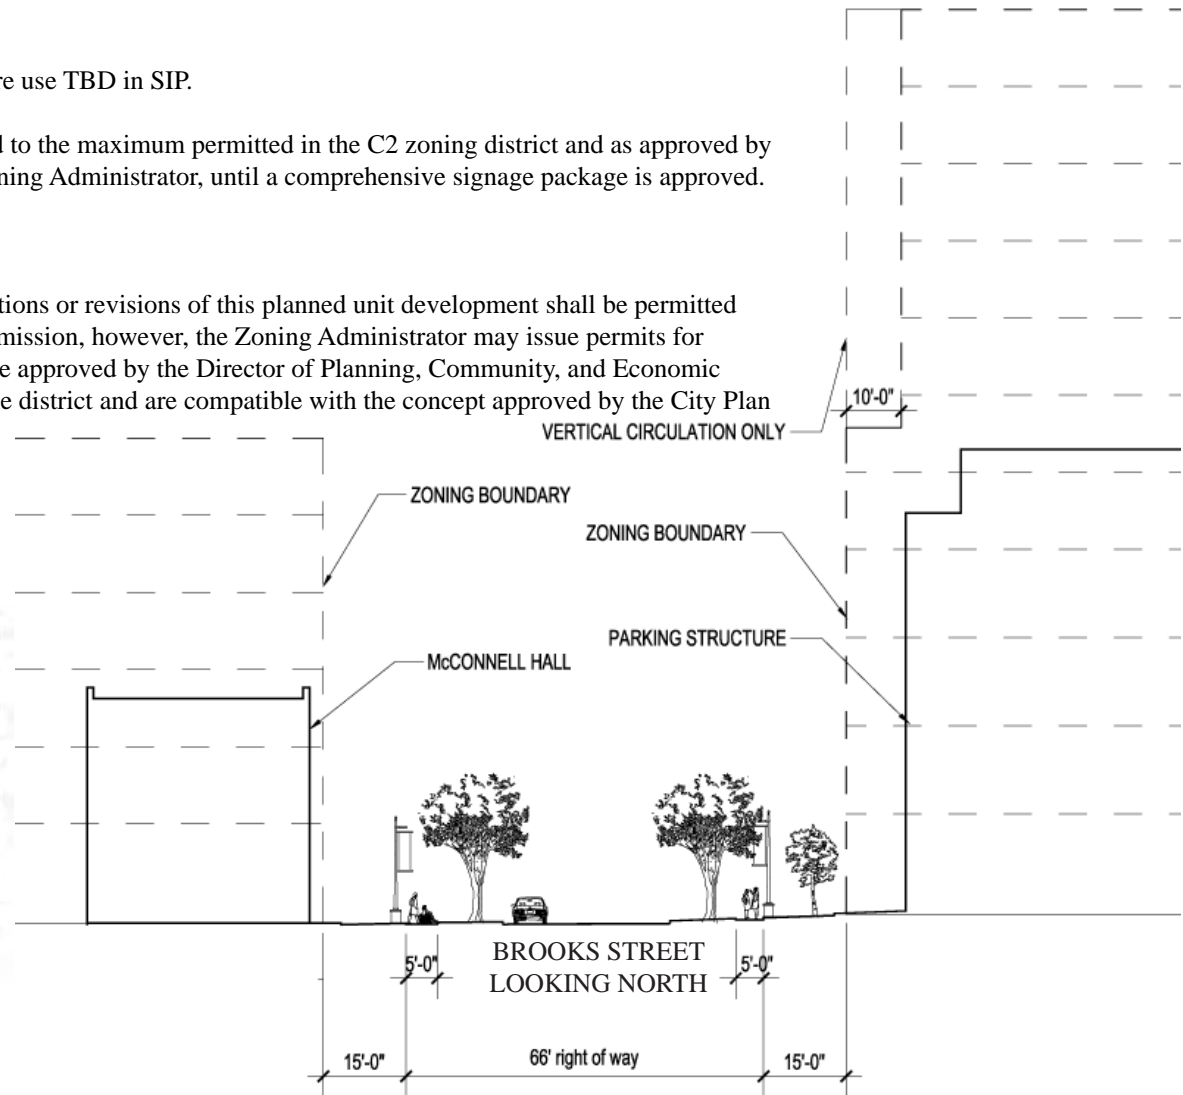 re use TBD in SIP.
d to the maximum permitted in the C2 zoning district and as approved by
ning Administrator, until a comprehensive signage package is approved.
tions or revisions of this planned unit development shall be permitted
mission, however, the Zoning Administrator may issue permits for
e approved by the Director of Planning, Community, and Economic
e district and are compatible with the concept approved by the City Plan
10'-0"
VERTICAL CIRCULATION ONLY
ZONING BOUNDARY
ZONING BOUNDARY
PARKING STRUCTURE
McCONNELL HALL
5'-0"
BROOKS STREET
LOOKING NORTH
5'-0"
15'-0"
66' right of way
15'-0"